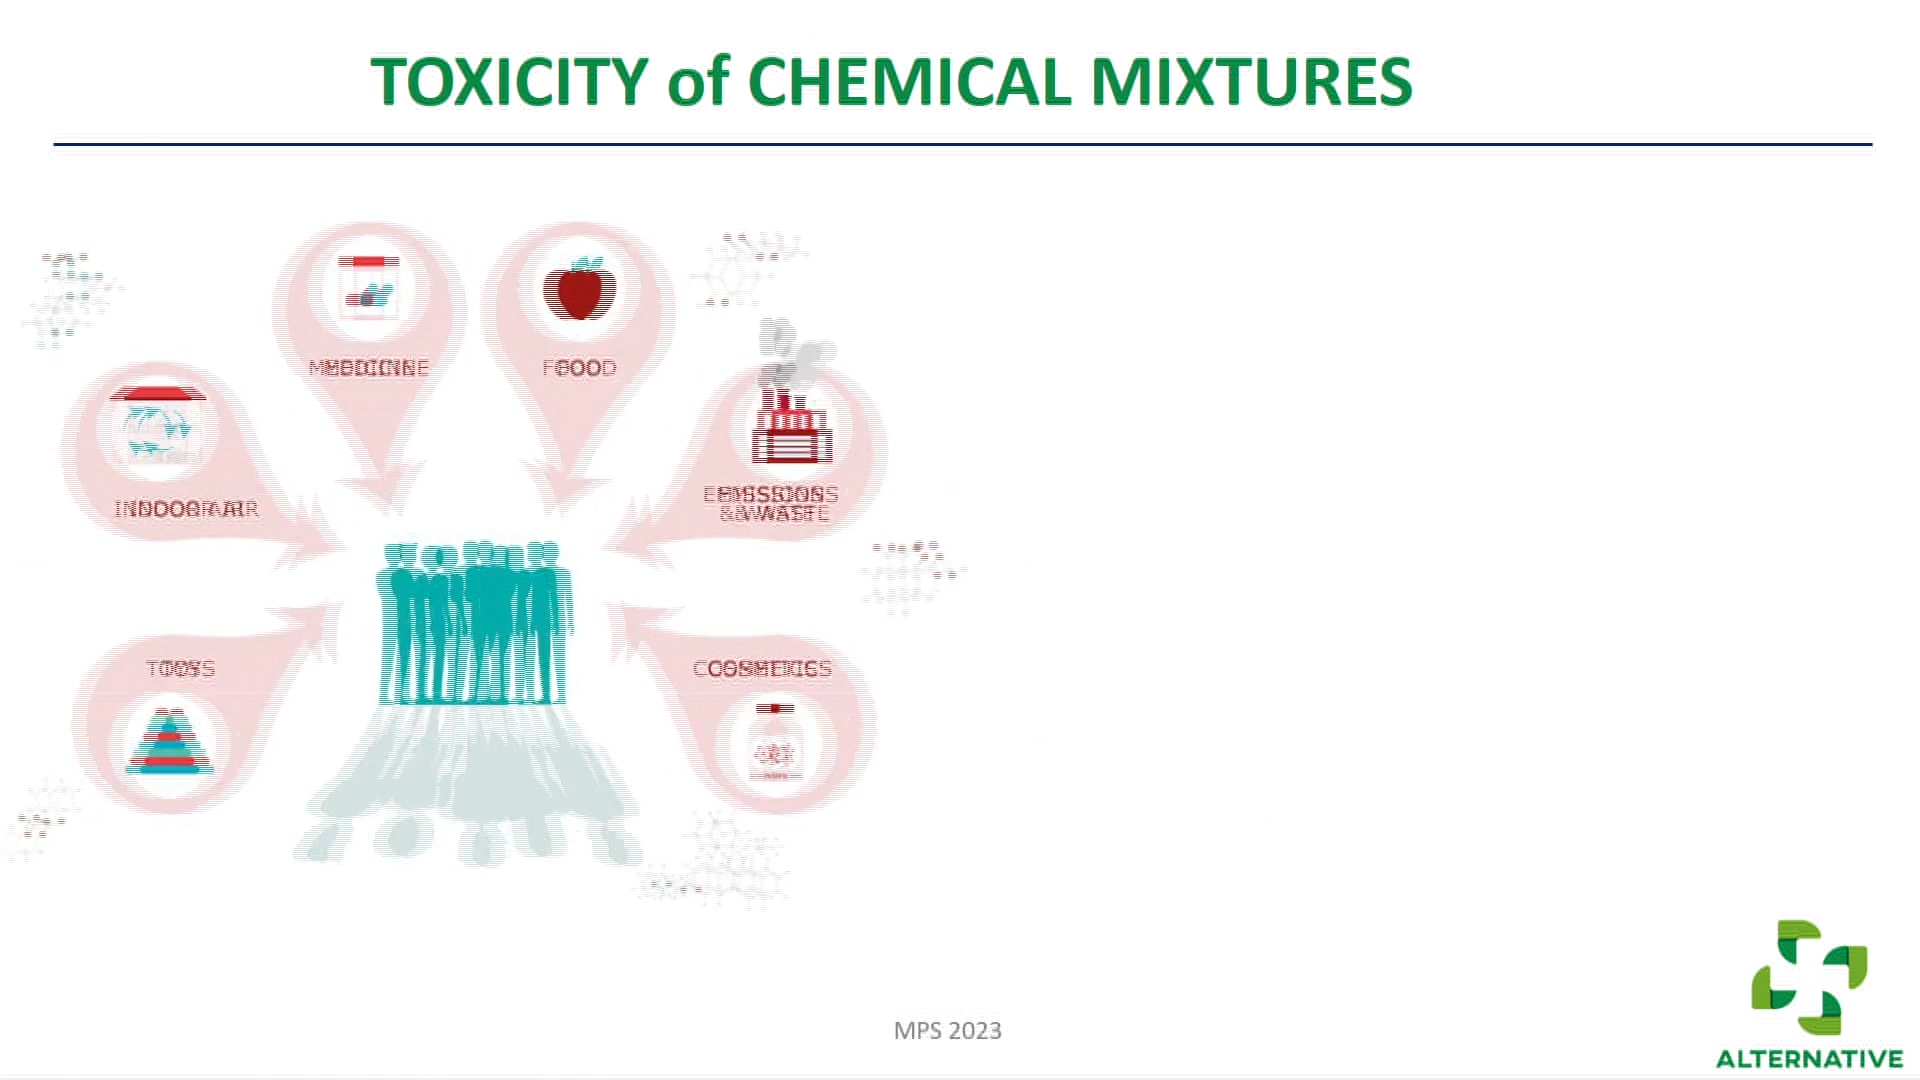 TOXICITY of CHEMICAL MIXTURES
MEDICINE
FOOD
INDOOR AIR
EMISSIONS
& WASTE
TOYS
COSMETICS
MPS 2023
ALTERNATIVE